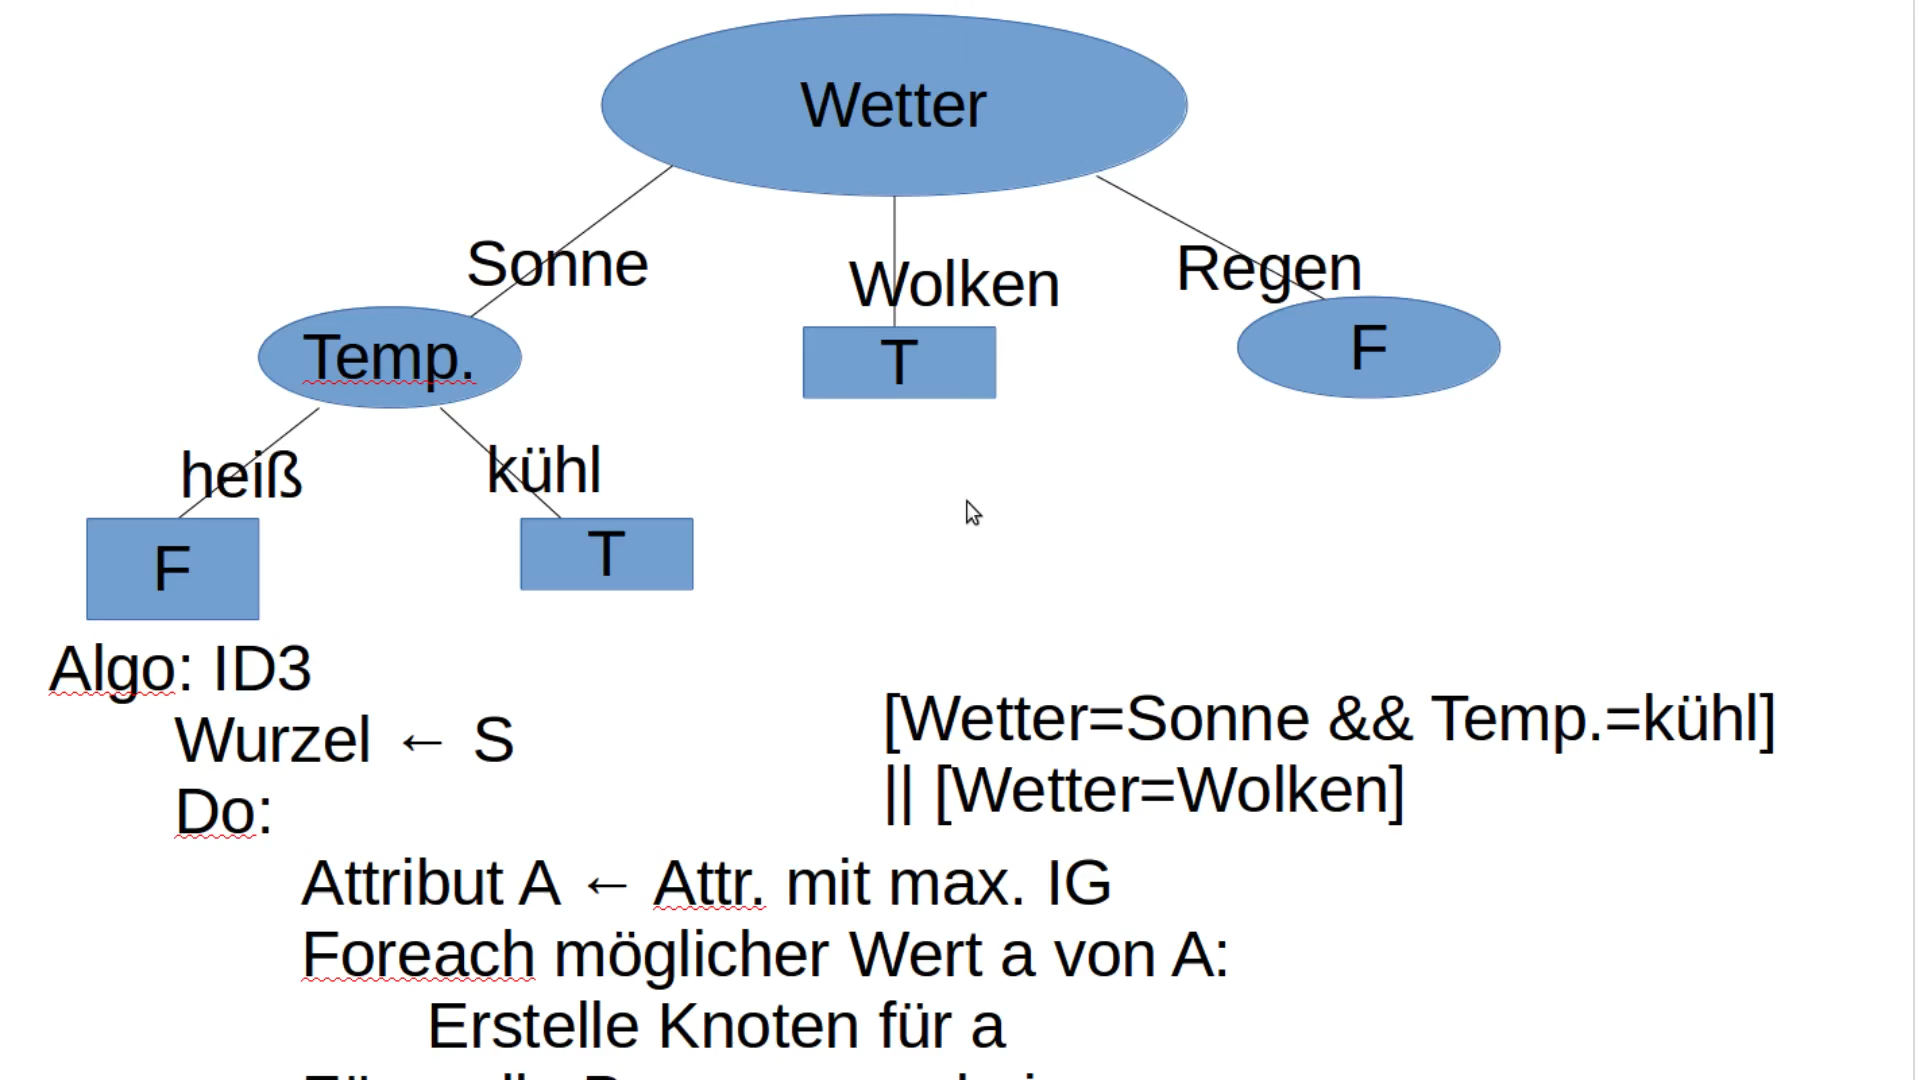 Wetter
Sonne
Wolken
Regen
Temp.
T
F
heiß
kühl
F
T
Algo: ID3
Wurzel ← S
Do:
[Wetter=Sonne && Temp.=kühl]
|| [Wetter=Wolken]
Attribut A ← Attr. mit max. IG
Foreach möglicher Wert a von A:
Erstelle Knoten für a